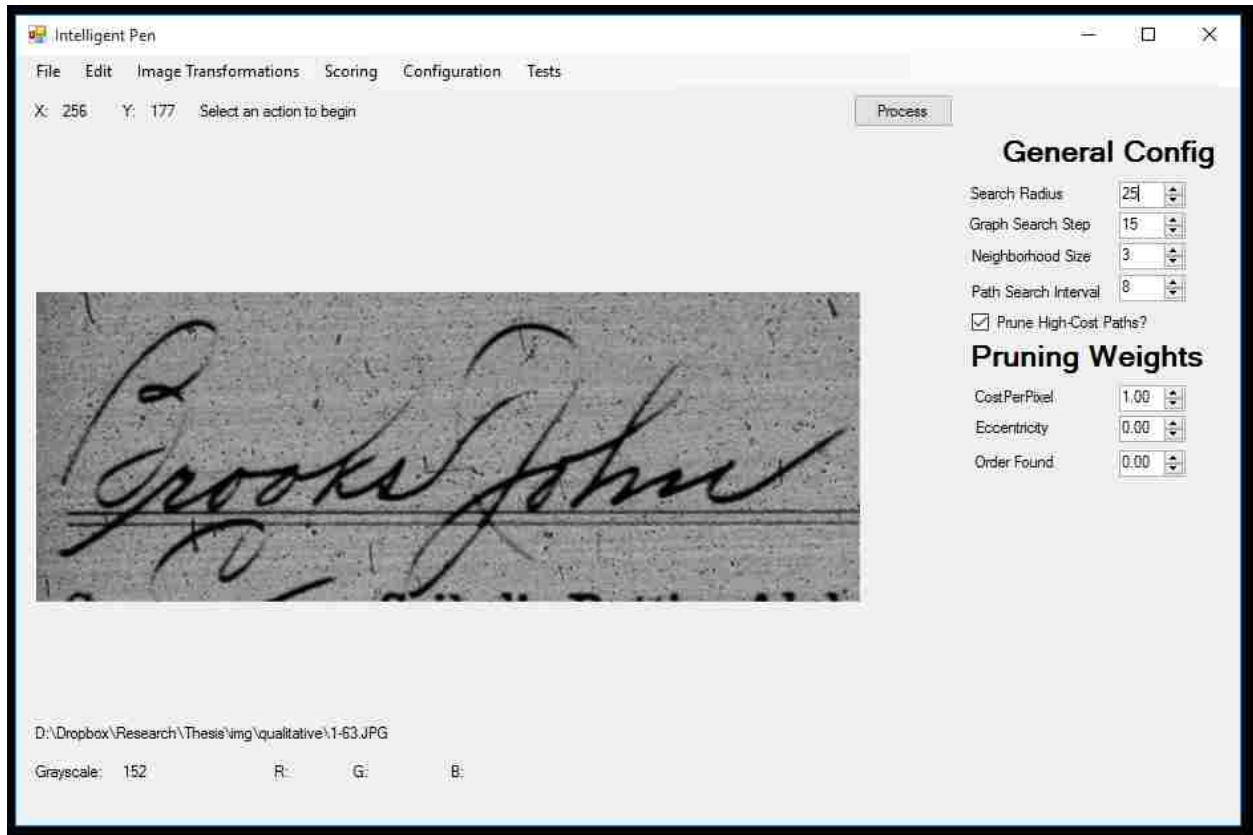 Intelligent Pen
File Edit Image Transformations Scoring Configuration Tests
X: 256 Y: 177 Select an action to begin Process
General Config
Search Radius 25
Graph Search Step 15
Neighborhood Size 3
Path Search Interval 8
Prune High-Cost Paths?
Pruning Weights
CostPerPixel 1.00
Eccentricity 0.00
Order Found 0.00
Brooks John
D:\Dropbox\Research\Thesis\img\qualitative\1-63.JPG
Grayscale: 152 R: G: B: